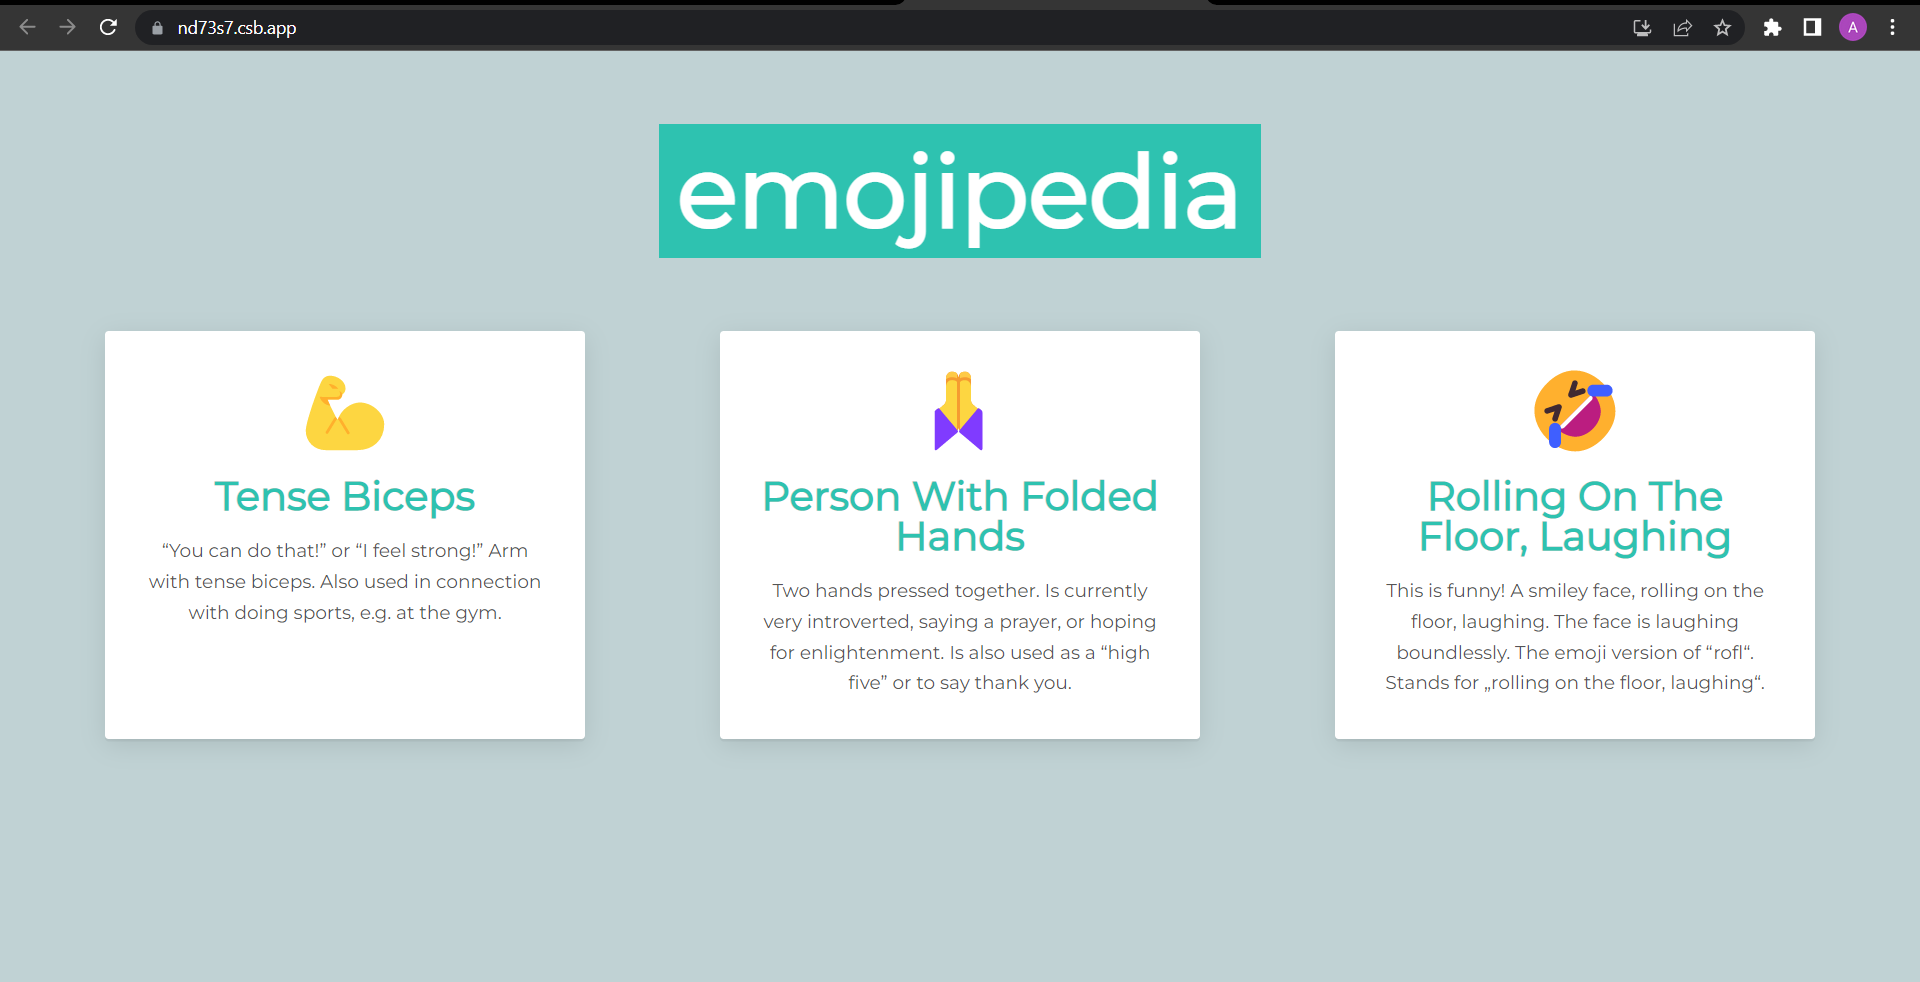 nd73s7.csb.app
A
emojipedia
Tense Biceps
“You can do that!” or “I feel strong!” Arm
with tense biceps. Also used in connection
with doing sports, e.g. at the gym.
Person With Folded
Hands
Two hands pressed together. Is currently
very introverted, saying a prayer, or hoping
for enlightenment. Is also used as a “high
five” or to say thank you.
Rolling On The
Floor, Laughing
This is funny! A smiley face, rolling on the
floor, laughing. The face is laughing
boundlessly. The emoji version of “rofl“.
Stands for „rolling on the floor, laughing“.